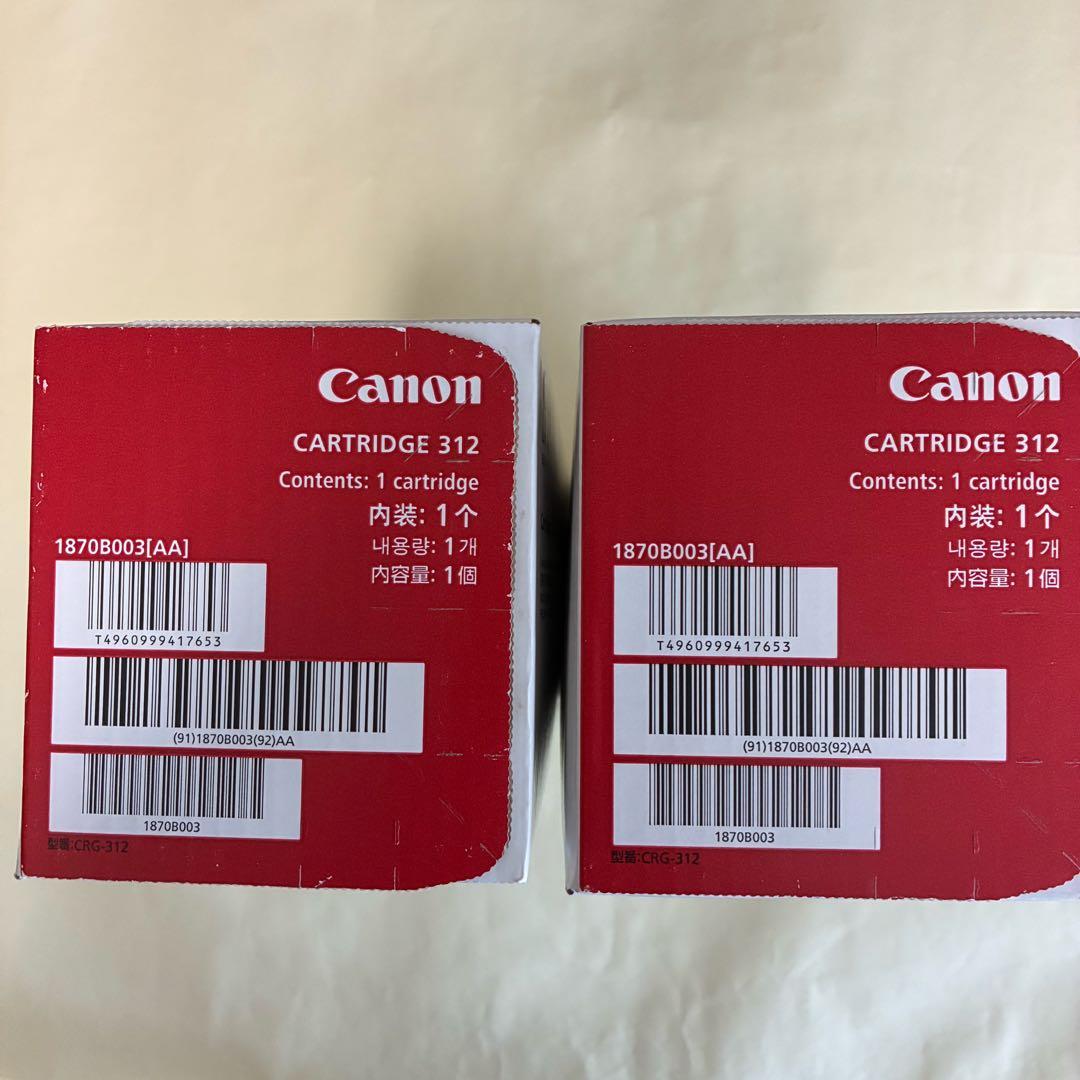 Canon
CARTRIDGE 312
Contents: 1 cartridge
内装: 1个
1870B003[AA]
내용량: 1개
内容量: 1個
T4960999417653
(91)1870B003(92)AA
1870B003
型番:CRG-312
Canon
CARTRIDGE 312
Contents: 1 cartridge
内装: 1个
1870B003[AA]
내용량: 1개
内容量: 1個
T4960999417653
(91)1870B003(92)AA
1870B003
型番:CRG-312